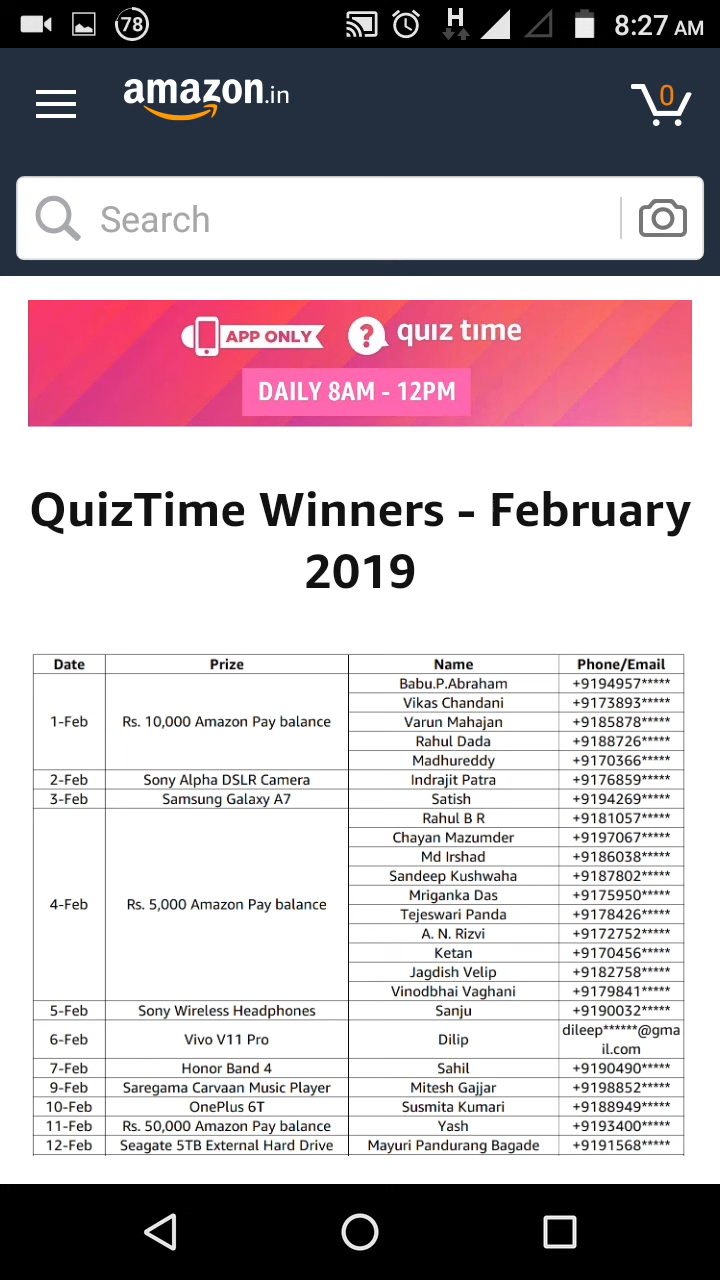 78 H 8:27 AM
amazon.in 0
Search
APP ONLY ? quiz time
DAILY 8AM - 12PM
QuizTime Winners - February
2019
Date Prize Name Phone/Email
1-Feb Rs. 10,000 Amazon Pay balance Babu.P.Abraham +9194957*****
Vikas Chandani +9173893*****
Varun Mahajan +9185878*****
Rahul Dada +9188726*****
Madhureddy +9170366*****
2-Feb Sony Alpha DSLR Camera Indrajit Patra +9176859*****
3-Feb Samsung Galaxy A7 Satish +9194269*****
4-Feb Rs. 5,000 Amazon Pay balance Rahul B R +9181057*****
Chayan Mazumder +9197067*****
Md Irshad +9186038*****
Sandeep Kushwaha +9187802*****
Mriganka Das +9175950*****
Tejeswari Panda +9178426*****
A. N. Rizvi +9172752*****
Ketan +9170456*****
Jagdish Velip +9182758*****
Vinodbhai Vaghani +9179841*****
5-Feb Sony Wireless Headphones Sanju +9190032*****
6-Feb Vivo V11 Pro Dilip dileep******@gma
il.com
7-Feb Honor Band 4 Sahil +9190490*****
9-Feb Saregama Carvaan Music Player Mitesh Gajjar +9198852*****
10-Feb OnePlus 6T Susmita Kumari +9188949*****
11-Feb Rs. 50,000 Amazon Pay balance Yash +9193400*****
12-Feb Seagate 5TB External Hard Drive Mayuri Pandurang Bagade +9191568*****